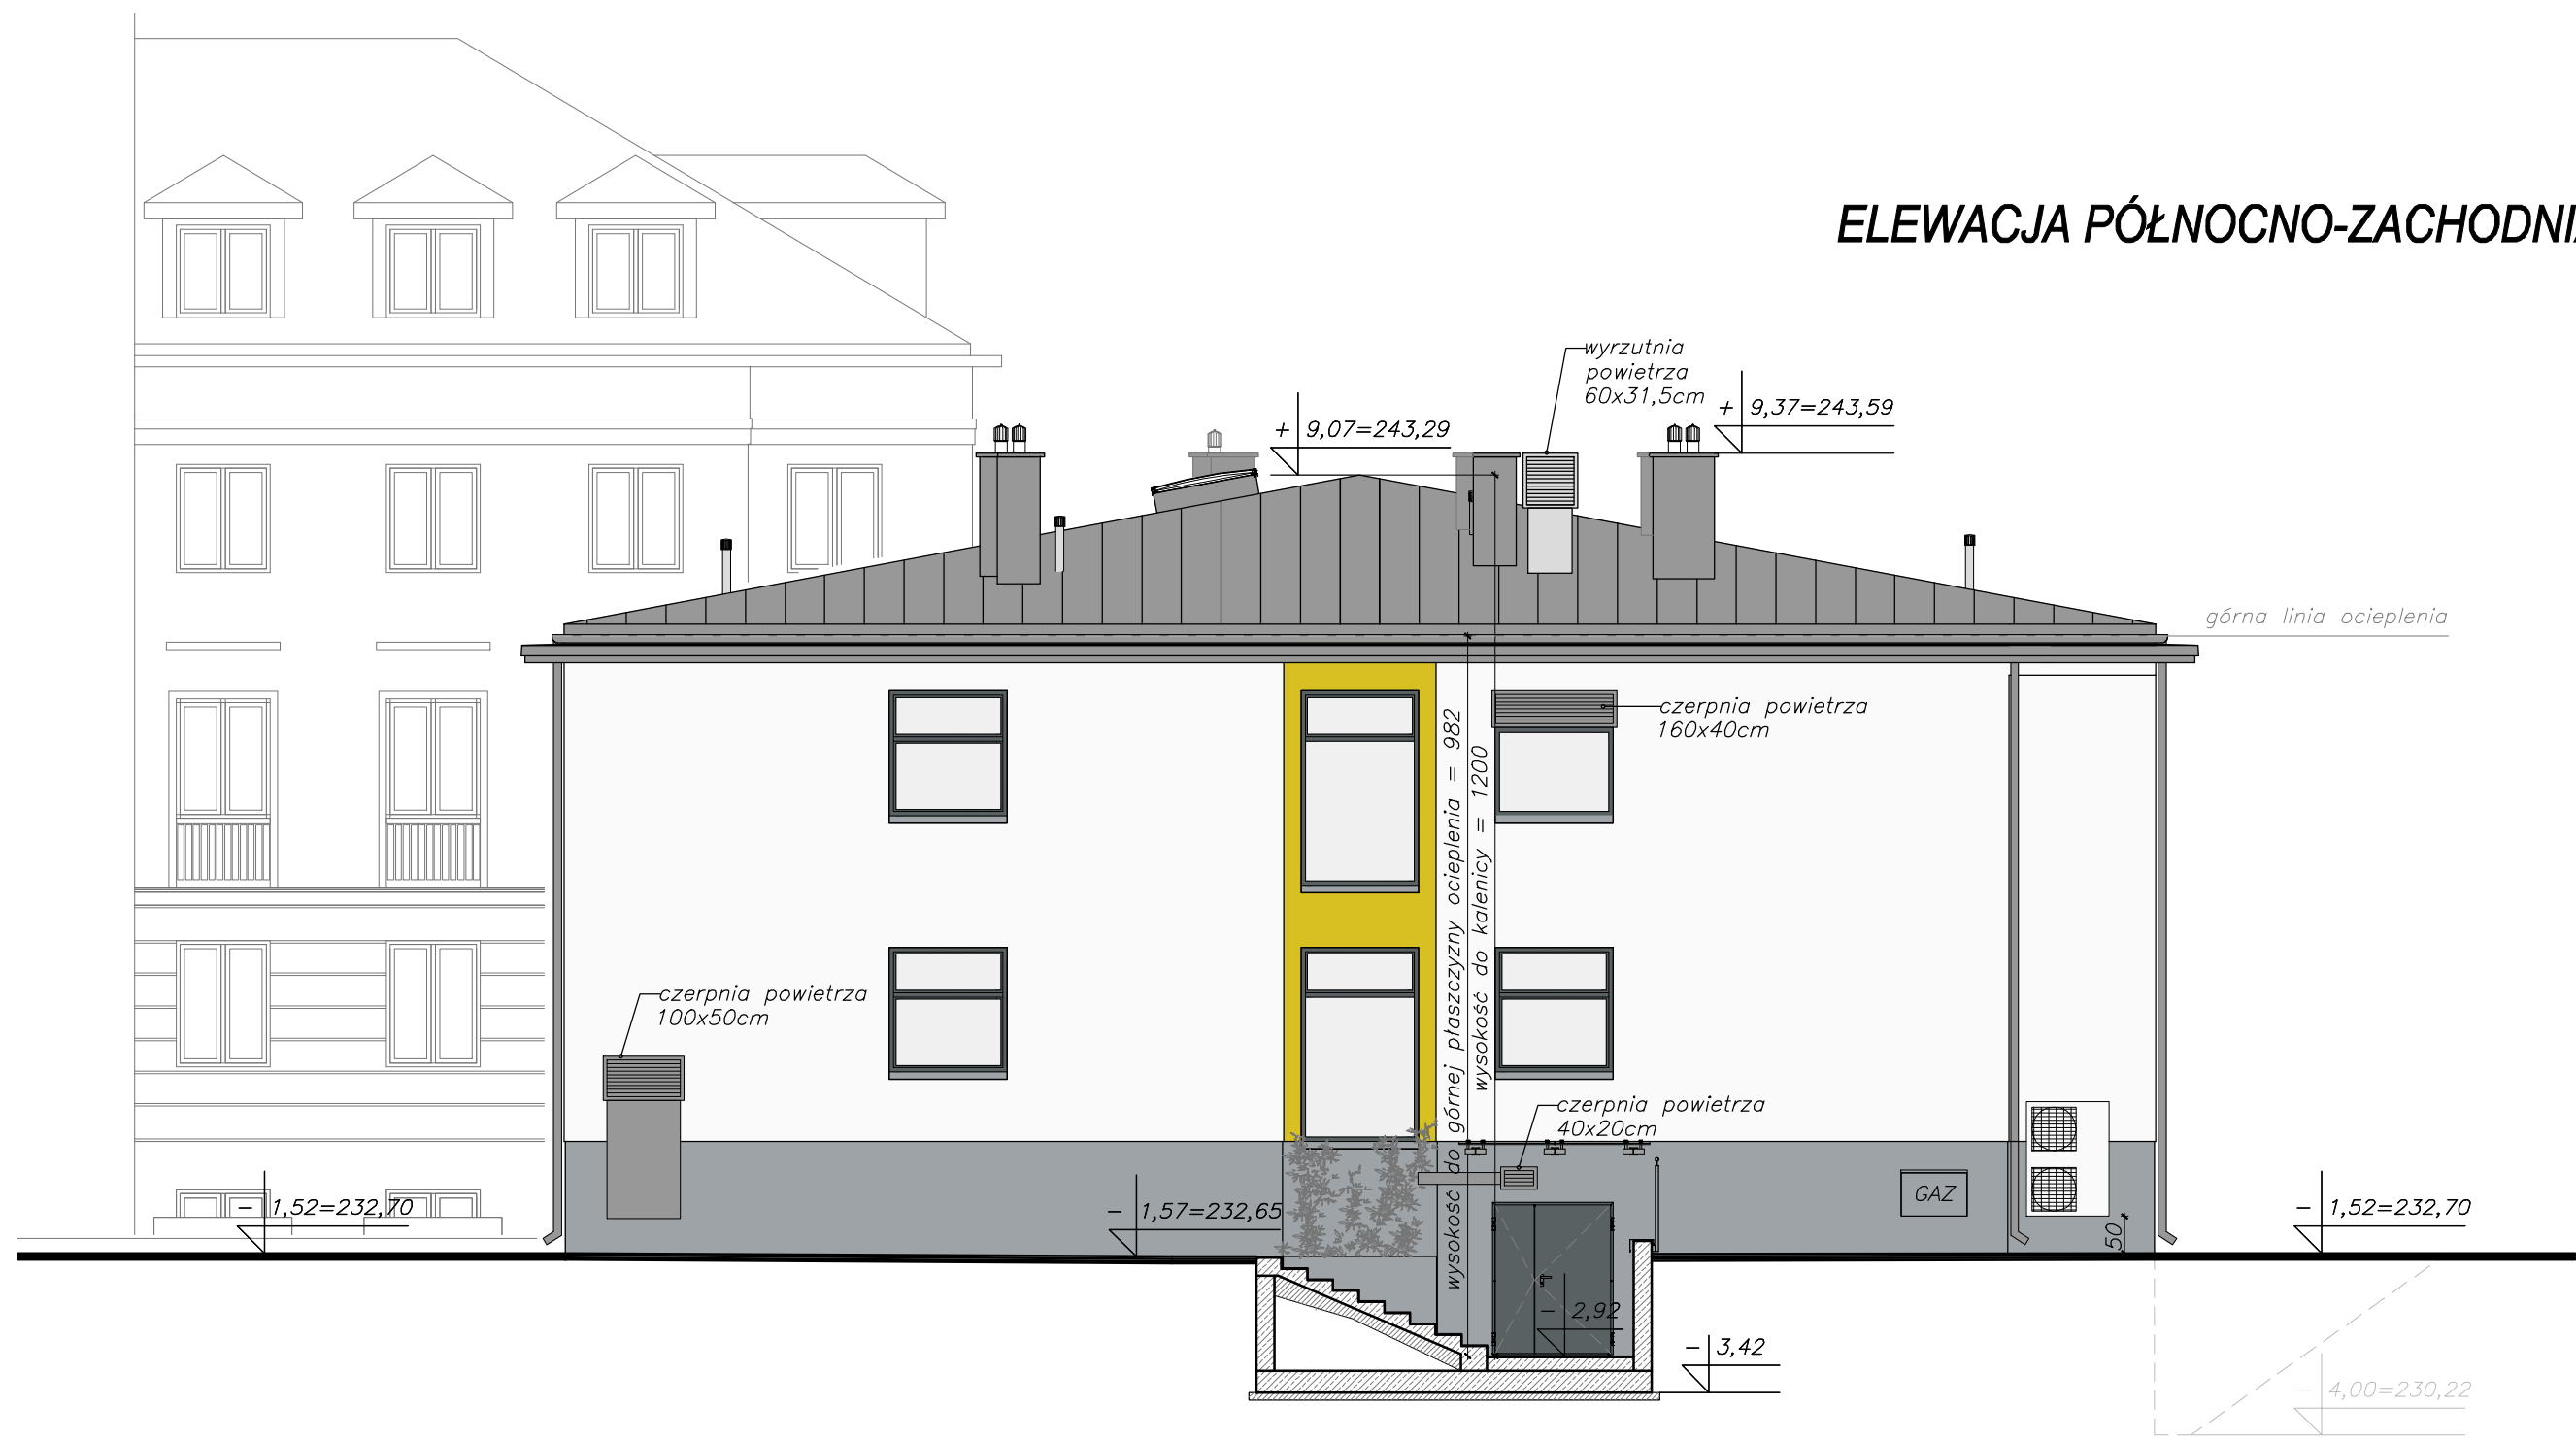 ELEWACJA PÓŁNOCNO-ZACHODNIA
wyrzutnia
powietrza
60x31,5cm
+ 9,37=243,59
+ 9,07=243,29
górna linia ocieplenia
czerpnia powietrza
160x40cm
wysokość do górnej płaszczyzny ocieplenia = 982
wysokość do kalenicy = 1200
czerpnia powietrza
100x50cm
czerpnia powietrza
40x20cm
GAZ
- 1,52=232,70
- 1,57=232,65
- 1,52=232,70
50
- 2,92
- 3,42
- 4,00=230,22